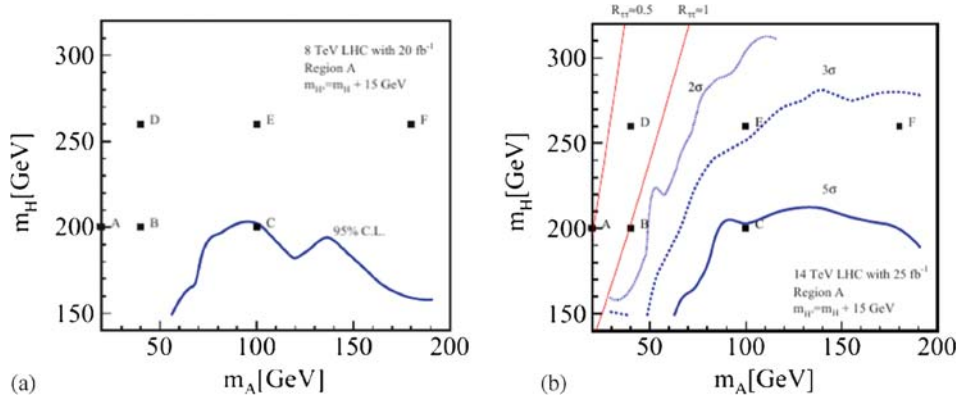 300
250
200
150
m_H[GeV]
8 TeV LHC with 20 fb⁻¹
Region A
m_H⁺=m_H + 15 GeV
D
E
F
A
B
C
95% C.L.
50
100
150
200
m_A[GeV]
(a)
R_ττ=0.5
R_ττ=1
300
250
200
150
m_H[GeV]
2σ
3σ
D
E
F
5σ
A
B
C
14 TeV LHC with 25 fb⁻¹
Region A
m_H⁺=m_H + 15 GeV
50
100
150
200
m_A[GeV]
(b)